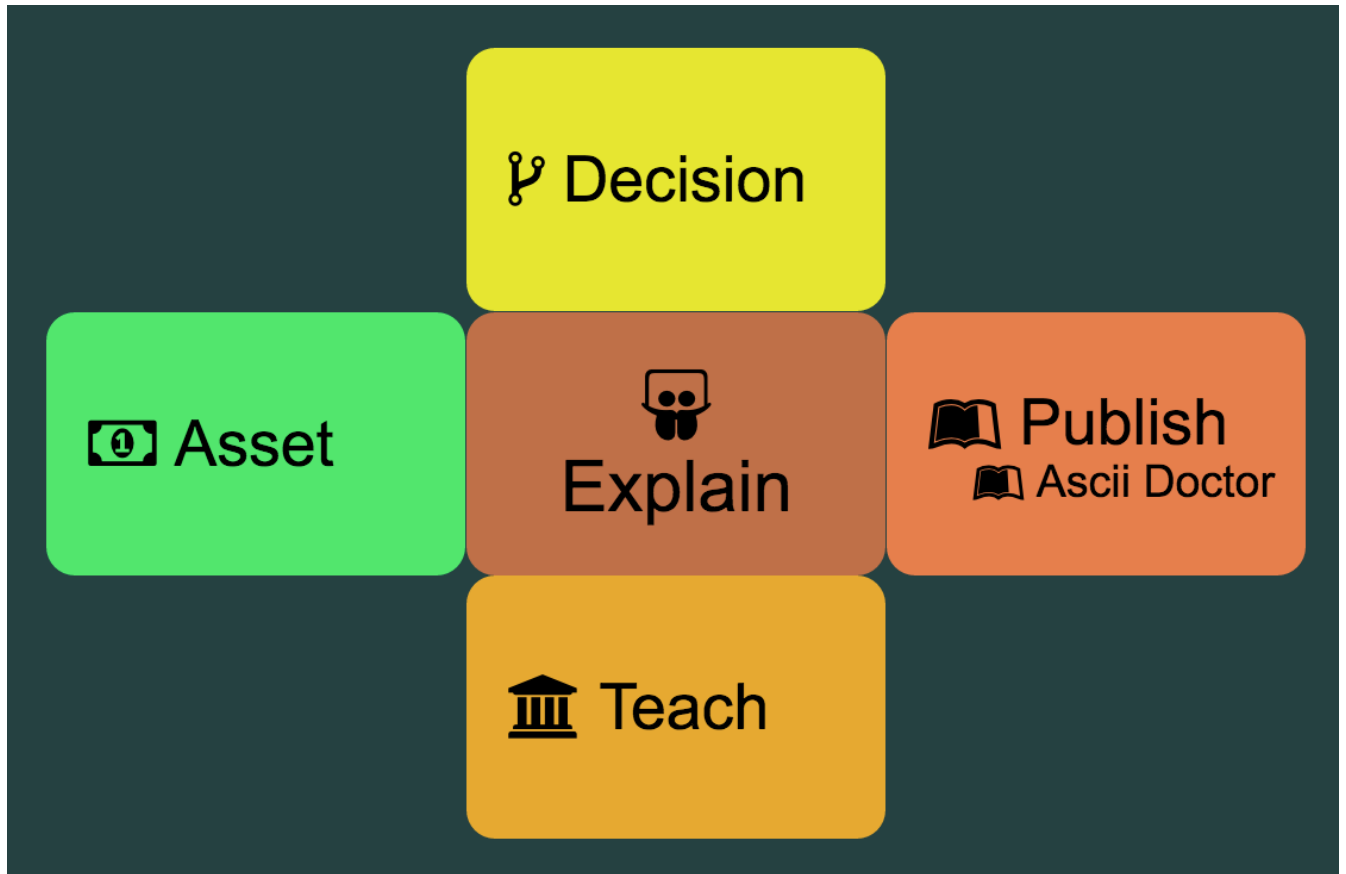 Decision
Asset
Explain
Publish
Ascii Doctor
Teach